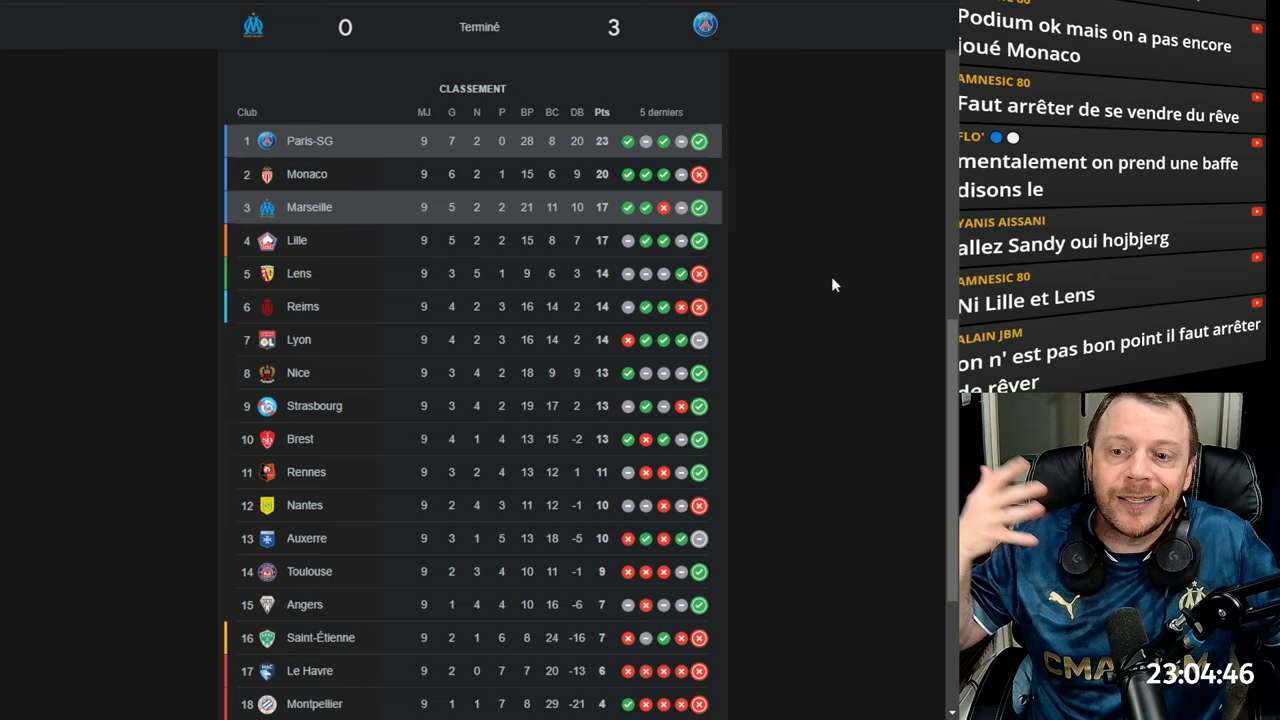 0 Terminé 3
CLASSEMENT
Club MJ G N P BP BC DB Pts 5 derniers
1 Paris-SG 9 7 2 0 28 8 20 23
2 Monaco 9 6 2 1 15 6 9 20
3 Marseille 9 5 2 2 21 11 10 17
4 Lille 9 5 2 2 15 8 7 17
5 Lens 9 3 5 1 9 6 3 14
6 Reims 9 4 2 3 16 14 2 14
7 Lyon 9 4 2 3 16 14 2 14
8 Nice 9 3 4 2 18 9 9 13
9 Strasbourg 9 3 4 2 19 17 2 13
10 Brest 9 4 1 4 13 15 -2 13
11 Rennes 9 3 2 4 13 12 1 11
12 Nantes 9 2 4 3 11 12 -1 10
13 Auxerre 9 3 1 5 13 18 -5 10
14 Toulouse 9 2 3 4 10 11 -1 9
15 Angers 9 1 4 4 10 16 -6 7
16 Saint-Étienne 9 2 1 6 8 24 -16 7
17 Le Havre 9 2 0 7 7 20 -13 6
18 Montpellier 9 1 1 7 8 29 -21 4
Podium ok mais on a pas encore
joué Monaco
AMNESIC 80
Faut arrêter de se vendre du rêve
FLO'
mentalement on prend une baffe
disons le
YANIS AISSANI
allez Sandy oui hojbjerg
AMNESIC 80
Ni Lille et Lens
ALAIN JBM
on n' est pas bon point il faut arrêter
de rêver
CMA
23:04:46